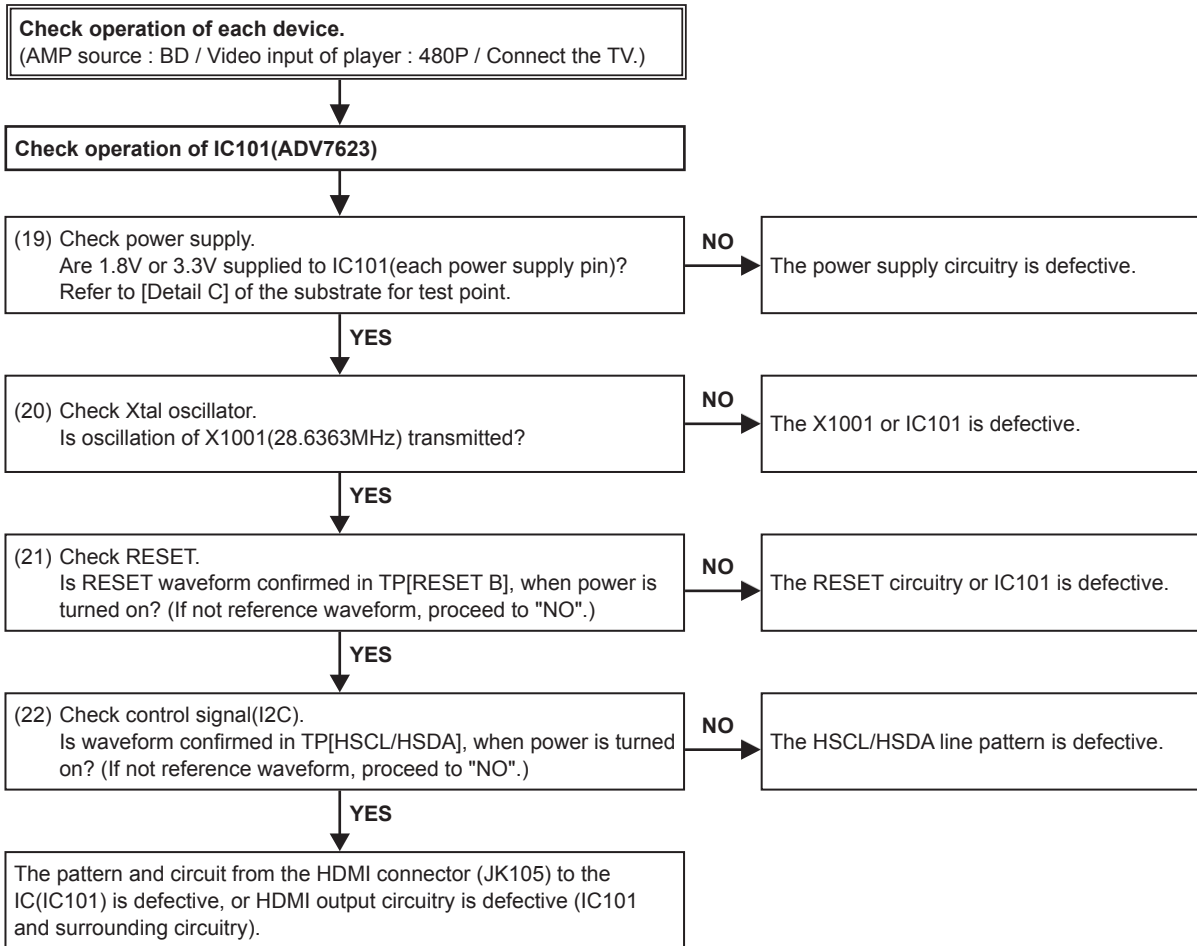 Check operation of each device.
(AMP source : BD / Video input of player : 480P / Connect the TV.)
Check operation of IC101(ADV7623)
(19) Check power supply.
Are 1.8V or 3.3V supplied to IC101(each power supply pin)?
Refer to [Detail C] of the substrate for test point.
NO
The power supply circuitry is defective.
YES
(20) Check Xtal oscillator.
Is oscillation of X1001(28.6363MHz) transmitted?
NO
The X1001 or IC101 is defective.
YES
(21) Check RESET.
Is RESET waveform confirmed in TP[RESET B], when power is
turned on? (If not reference waveform, proceed to "NO".)
NO
The RESET circuitry or IC101 is defective.
YES
(22) Check control signal(I2C).
Is waveform confirmed in TP[HSCL/HSDA], when power is turned
on? (If not reference waveform, proceed to "NO".)
NO
The HSCL/HSDA line pattern is defective.
YES
The pattern and circuit from the HDMI connector (JK105) to the
IC(IC101) is defective, or HDMI output circuitry is defective (IC101
and surrounding circuitry).